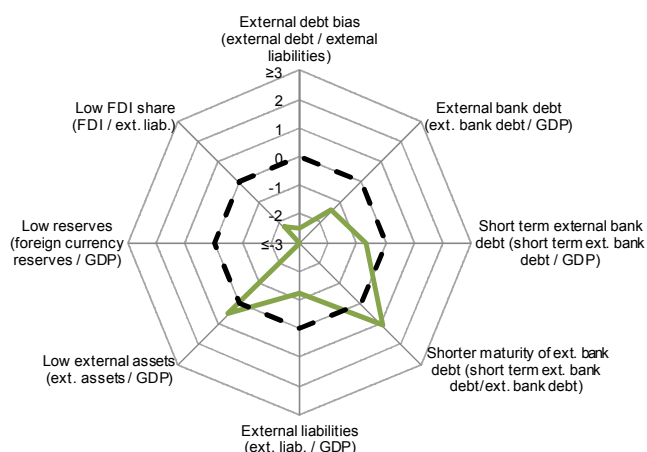 External debt bias
(external debt / external
liabilities)
≥3
2
1
0
-1
-2
≤-3
Low FDI share
(FDI / ext. liab.)
External bank debt
(ext. bank debt / GDP)
Low reserves
(foreign currency
reserves / GDP)
Short term external bank
debt (short term ext. bank
debt / GDP)
Low external assets
(ext. assets / GDP)
Shorter maturity of ext. bank
debt (short term ext. bank
debt/ext. bank debt)
External liabilities
(ext. liab. / GDP)